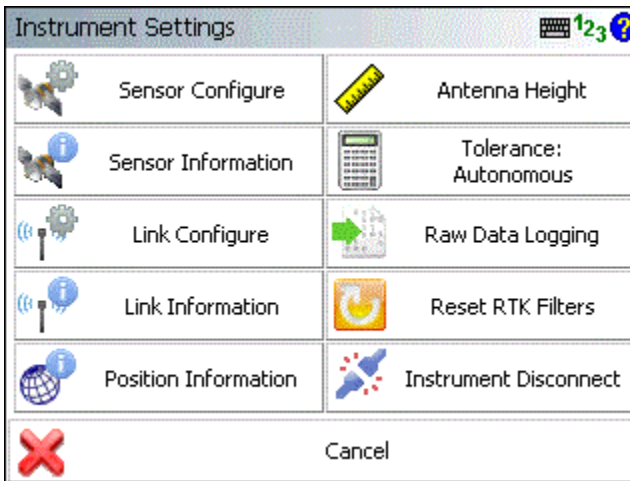 Instrument Settings
123 ?
Sensor Configure
Antenna Height
Sensor Information
Tolerance:
Autonomous
Link Configure
Raw Data Logging
Link Information
Reset RTK Filters
Position Information
Instrument Disconnect
Cancel